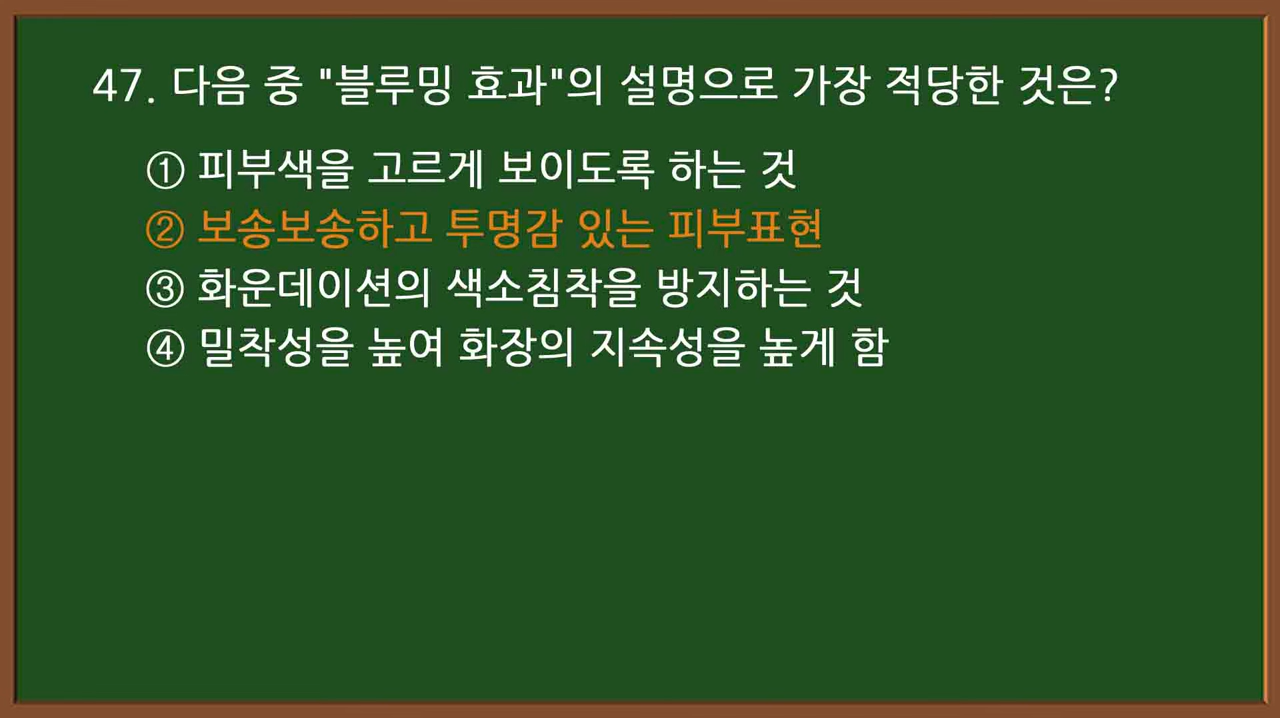 47. 다음 중 "블루밍 효과"의 설명으로 가장 적당한 것은?
① 피부색을 고르게 보이도록 하는 것
② 보송보송하고 투명감 있는 피부표현
③ 화운데이션의 색소침착을 방지하는 것
④ 밀착성을 높여 화장의 지속성을 높게 함